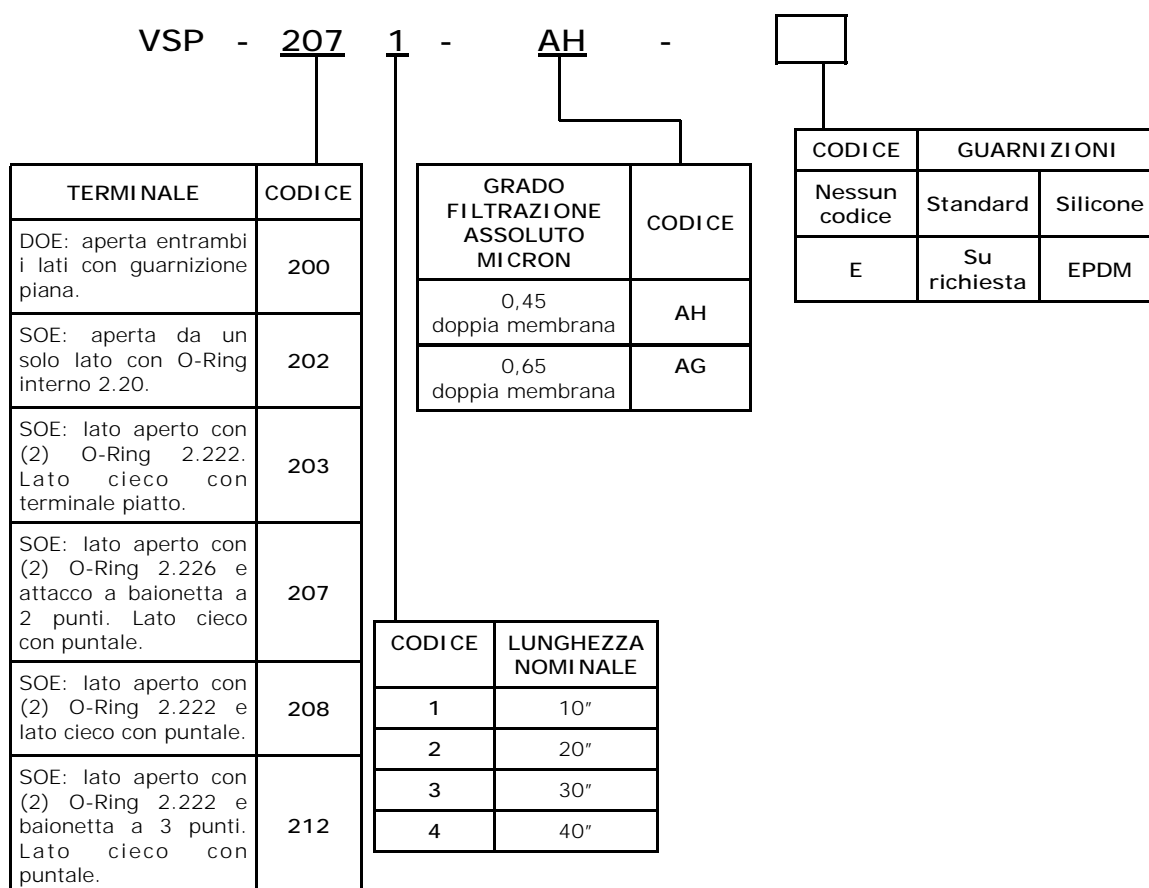 VSP - 207 1 - AH -
TERMINALE CODICE
DOE: aperta entrambi
i lati con guarnizione
piana.
200
SOE: aperta da un
solo lato con O-Ring
interno 2.20.
202
SOE: lato aperto con
(2) O-Ring 2.222.
Lato cieco con
terminale piatto.
203
SOE: lato aperto con
(2) O-Ring 2.226 e
attacco a baionetta a
2 punti. Lato cieco
con puntale.
207
SOE: lato aperto con
(2) O-Ring 2.222 e
lato cieco con puntale.
208
SOE: lato aperto con
(2) O-Ring 2.222 e
baionetta a 3 punti.
Lato cieco con
puntale.
212
CODICE LUNGHEZZA
NOMINALE
1 10"
2 20"
3 30"
4 40"
GRADO
FILTRAZIONE
ASSOLUTO
MICRON
CODICE
0,45
doppia membrana
AH
0,65
doppia membrana
AG
CODICE GUARNIZIONI
Nessun
codice
Standard Silicone
E
Su
richiesta
EPDM